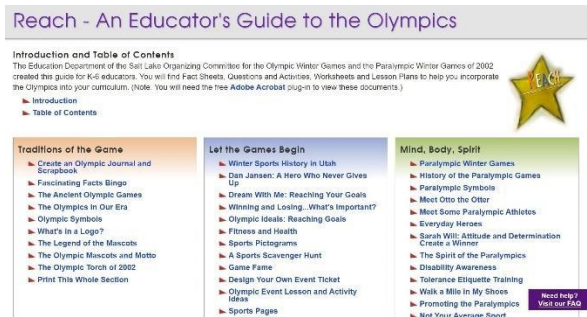 Reach - An Educator's Guide to the Olympics
Introduction and Table of Contents
The Education Department of the Salt Lake Organizing Committee for the Olympic Winter Games and the Paralympic Winter Games of 2002
created this guide for K-6 educators. You will find Fact Sheets, Questions and Activities, Worksheets and Lesson Plans to help you incorporate
the Olympics into your curriculum. (Note: You will need the free Adobe Acrobat plug-in to view these documents.)
REACH
Introduction
Table of Contents
Traditions of the Game
Create an Olympic Journal and
Scrapbook
Fascinating Facts Bingo
The Ancient Olympic Games
The Olympics in Our Era
Olympic Symbols
What's in a Logo?
The Legend of the Mascots
The Olympic Mascots and Motto
The Olympic Torch of 2002
Print This Whole Section
Let the Games Begin
Winter Sports History in Utah
Dan Jansen: A Hero Who Never Gives
Up
Dream With Me: Reaching Your Goals
Winning and Losing...What's Important?
Olympic Ideals: Reaching Goals
Fitness and Health
Sports Pictograms
A Sports Scavenger Hunt
Game Fame
Design Your Own Event Ticket
Olympic Event Lesson and Activity
Ideas
Sports Pages
Mind, Body, Spirit
Paralympic Winter Games
History of the Paralympic Games
Paralympic Symbols
Meet Otto the Otter
Meet Some Paralympic Athletes
Everyday Heroes
Sarah Will: Attitude and Determination
Create a Winner
The Spirit of the Paralympics
Disability Awareness
Tolerance Etiquette Training
Walk a Mile in My Shoes
Promoting the Paralympics
Not Your Average Sport
Need help?
Visit our FAQ